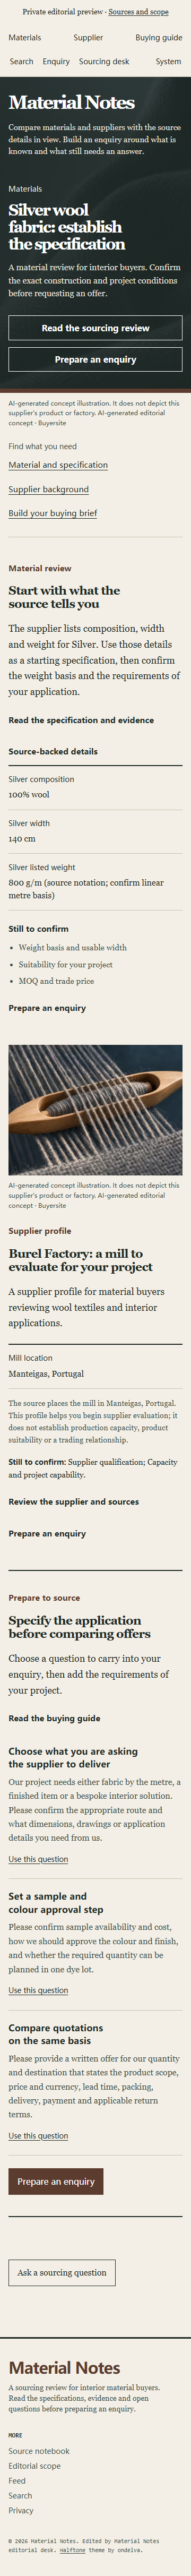 Private editorial preview · Sources and scope
Materials Supplier Buying guide
Search Enquiry Sourcing desk System
Material Notes
Compare materials and suppliers with the source
details in view. Build an enquiry around what is
known and what still needs an answer.
Materials
Silver wool
fabric: establish
the specification
A material review for interior buyers. Confirm
the exact construction and project conditions
before requesting an offer.
Read the sourcing review
Prepare an enquiry
AI-generated concept illustration. It does not depict this
supplier's product or factory. AI-generated editorial
concept · Buyersite
Find what you need
Material and specification
Supplier background
Build your buying brief
Material review
Start with what the
source tells you
The supplier lists composition, width
and weight for Silver. Use those details
as a starting specification, then confirm
the weight basis and the requirements of
your application.
Read the specification and evidence
Source-backed details
Silver composition
100% wool
Silver width
140 cm
Silver listed weight
800 g/m (source notation; confirm linear
metre basis)
Still to confirm
• Weight basis and usable width
• Suitability for your project
• MOQ and trade price
Prepare an enquiry
AI-generated concept illustration. It does not depict this
supplier's product or factory. AI-generated editorial
concept · Buyersite
Supplier profile
Burel Factory: a mill to
evaluate for your project
A supplier profile for material buyers
reviewing wool textiles and interior
applications.
Mill location
Manteigas, Portugal
The source places the mill in Manteigas, Portugal.
This profile helps you begin supplier evaluation; it
does not establish production capacity, product
suitability or a trading relationship.
Still to confirm: Supplier qualification; Capacity
and project capability.
Review the supplier and sources
Prepare an enquiry
Prepare to source
Specify the application
before comparing offers
Choose a question to carry into your
enquiry, then add the requirements of
your project.
Read the buying guide
Choose what you are asking
the supplier to deliver
Our project needs either fabric by the metre, a
finished item or a bespoke interior solution.
Please confirm the appropriate route and
what dimensions, drawings or application
details you need from us.
Use this question
Set a sample and
colour approval step
Please confirm sample availability and cost,
how we should approve the colour and finish,
and whether the required quantity can be
planned in one dye lot.
Use this question
Compare quotations
on the same basis
Please provide a written offer for our quantity
and destination that states the product scope,
price and currency, lead time, packing,
delivery, payment and applicable return
terms.
Use this question
Prepare an enquiry
Ask a sourcing question
Material Notes
A sourcing review for interior material buyers.
Read the specifications, evidence and open
questions before preparing an enquiry.
MORE
Source notebook
Editorial scope
Feed
Search
Privacy
© 2026 Material Notes. Edited by Material Notes
editorial desk. Halftone theme by ondelva.